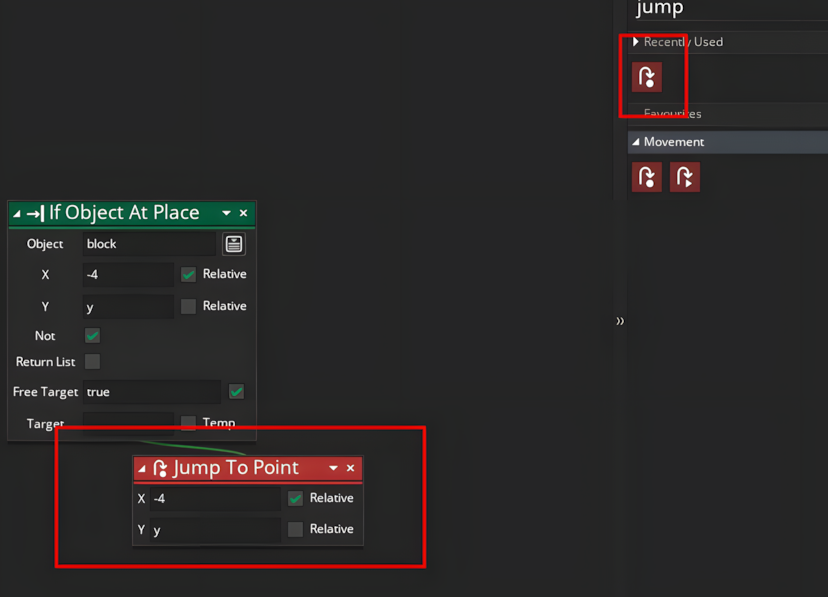 jump
Recently Used
Favourites
Movement
If Object At Place
Object block
X -4 Relative
Y y Relative
Not
Return List
Free Target true
Target Temp
Jump To Point
X -4 Relative
Y y Relative